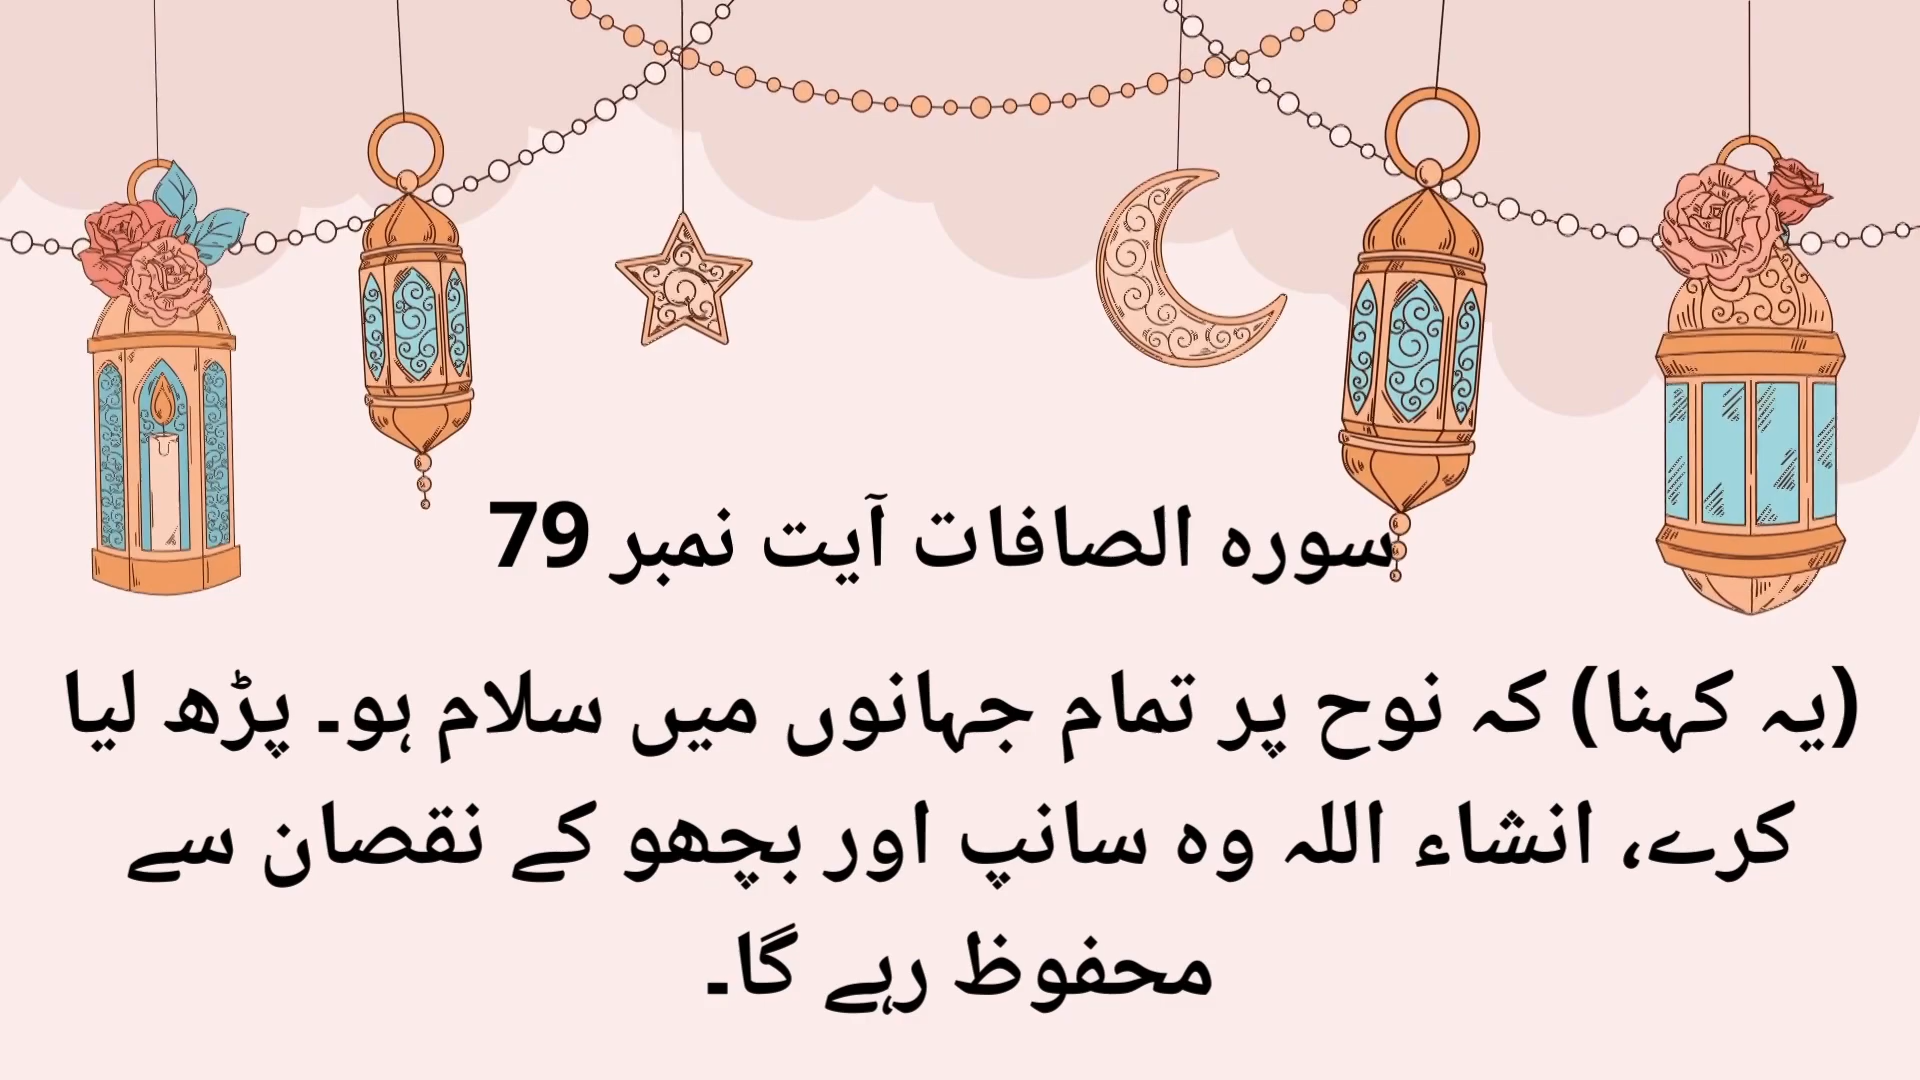 سورہ الصافات آیت نمبر 79
(یہ کہنا) کہ نوح پر تمام جہانوں میں سلام ہو۔ پڑھ لیا
کرے، انشاء اللہ وہ سانپ اور بچھو کے نقصان سے
محفوظ رہے گا۔